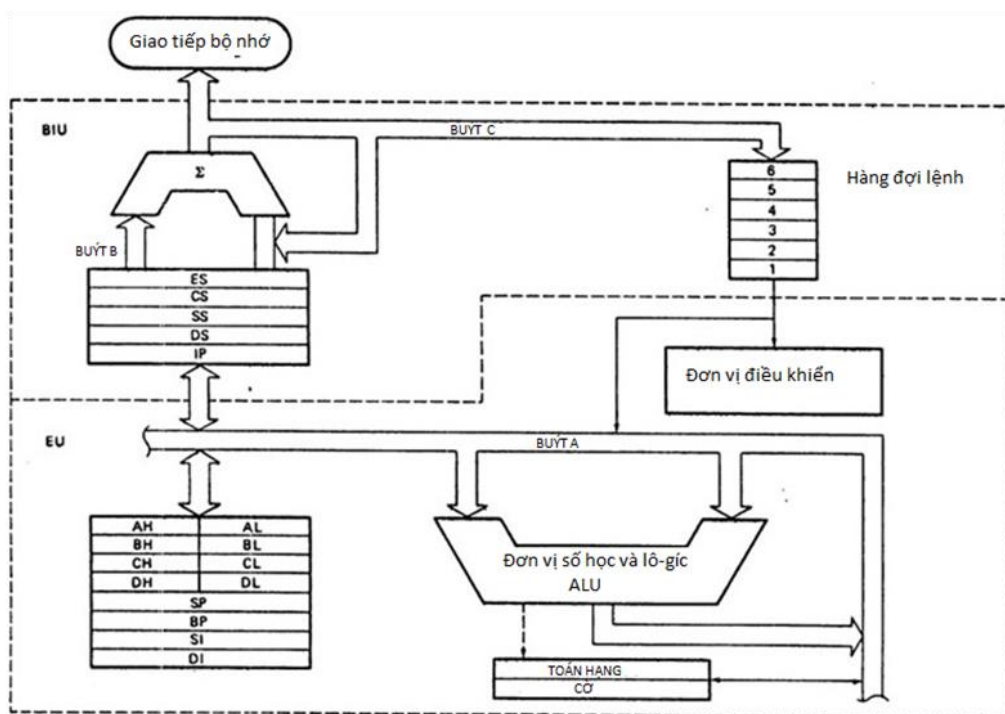 Giao tiếp bộ nhớ
BIU
BUÝT C
Σ
6
5
4
3
2
1
Hàng đợi lệnh
BUÝT B
ES
CS
SS
DS
IP
Đơn vị điều khiển
EU
BUÝT A
AH AL
BH BL
CH CL
DH DL
SP
BP
SI
DI
Đơn vị số học và lô-gíc
ALU
TOÁN HẠNG
CỜ